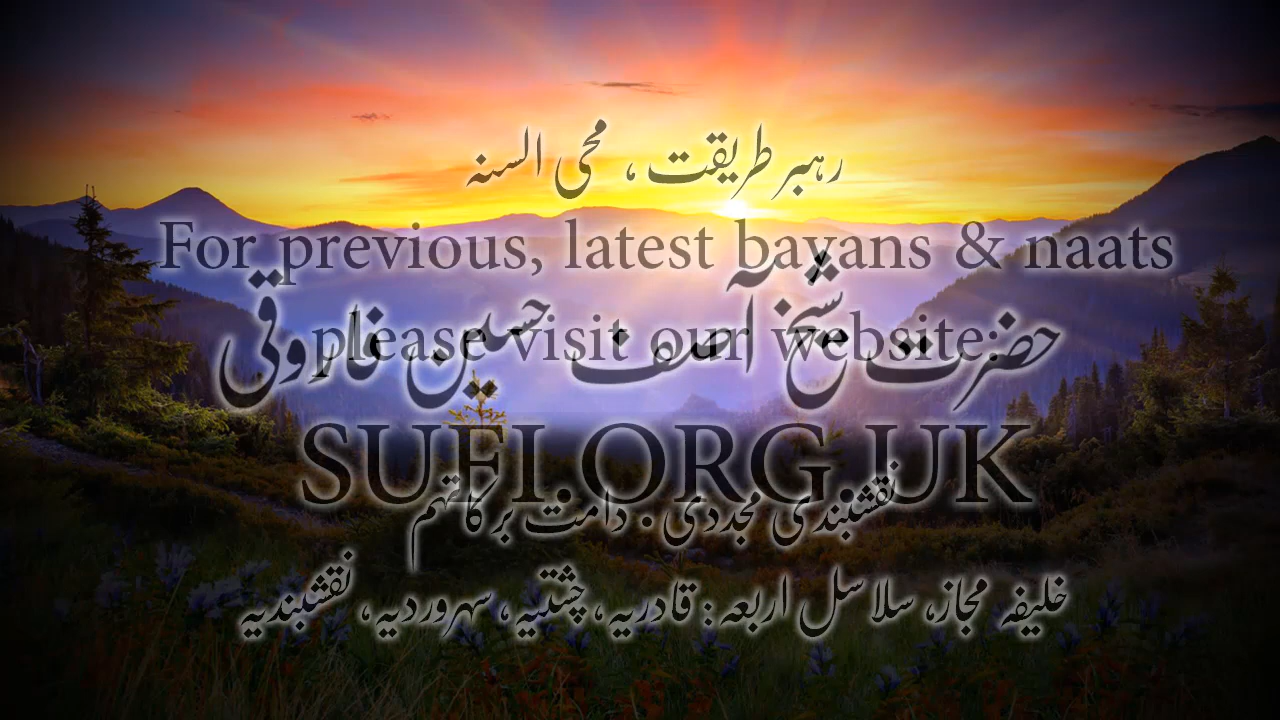 رہبر طریقت، محی السنہ
For previous, latest bayans & naats
حضرت شیخ آصف حسین فاروقی
please visit our website:
SUFI.ORG.UK
نقشبندی مجددی . دامت برکاتہم
خلیفہ مجاز، سلاسل اربعہ: قادریہ، چشتیہ، سہروردیہ، نقشبندیہ